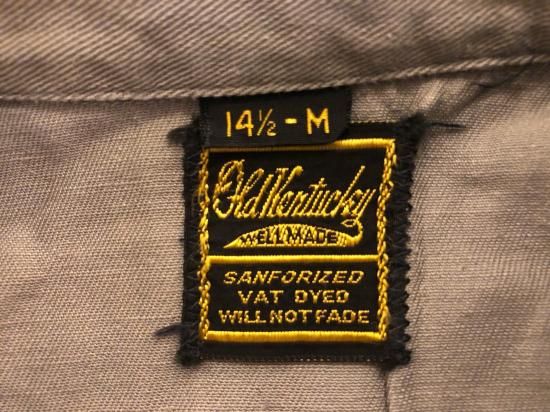 14½ - M
Old Kentucky
WELL MADE
SANFORIZED
VAT DYED
WILL NOT FADE